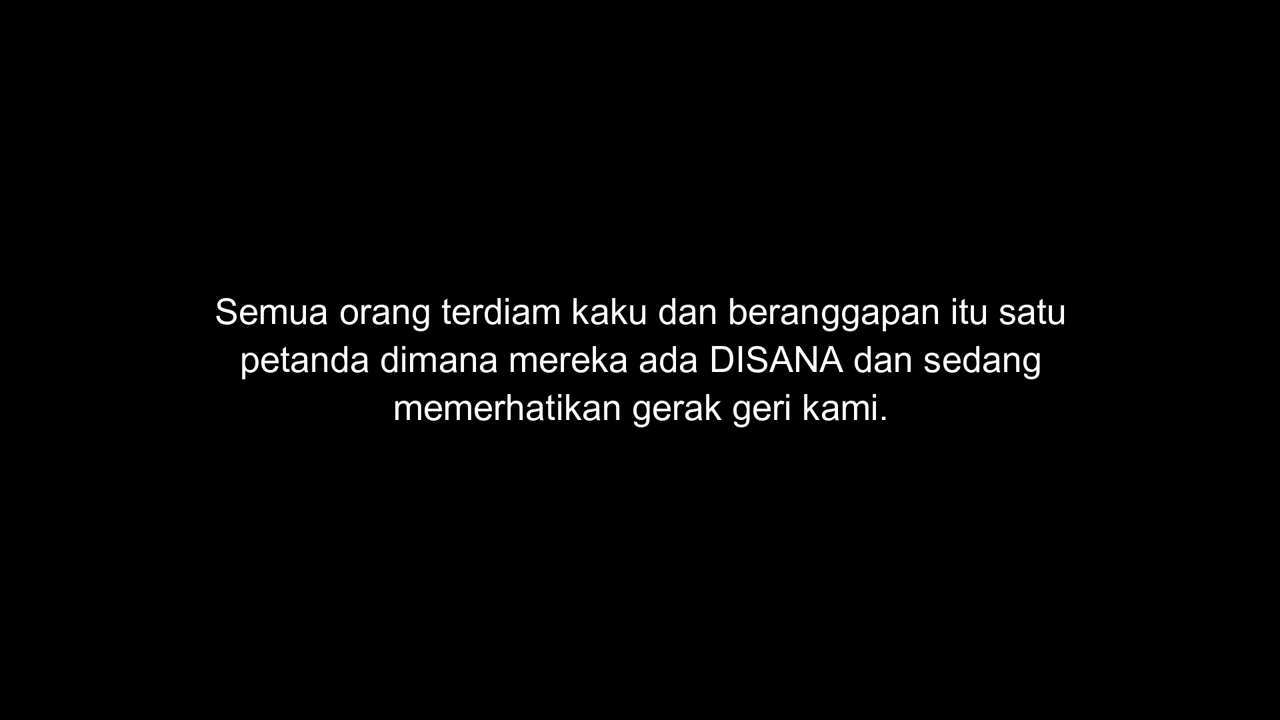 Semua orang terdiam kaku dan beranggapan itu satu
petanda dimana mereka ada DISANA dan sedang
memerhatikan gerak geri kami.